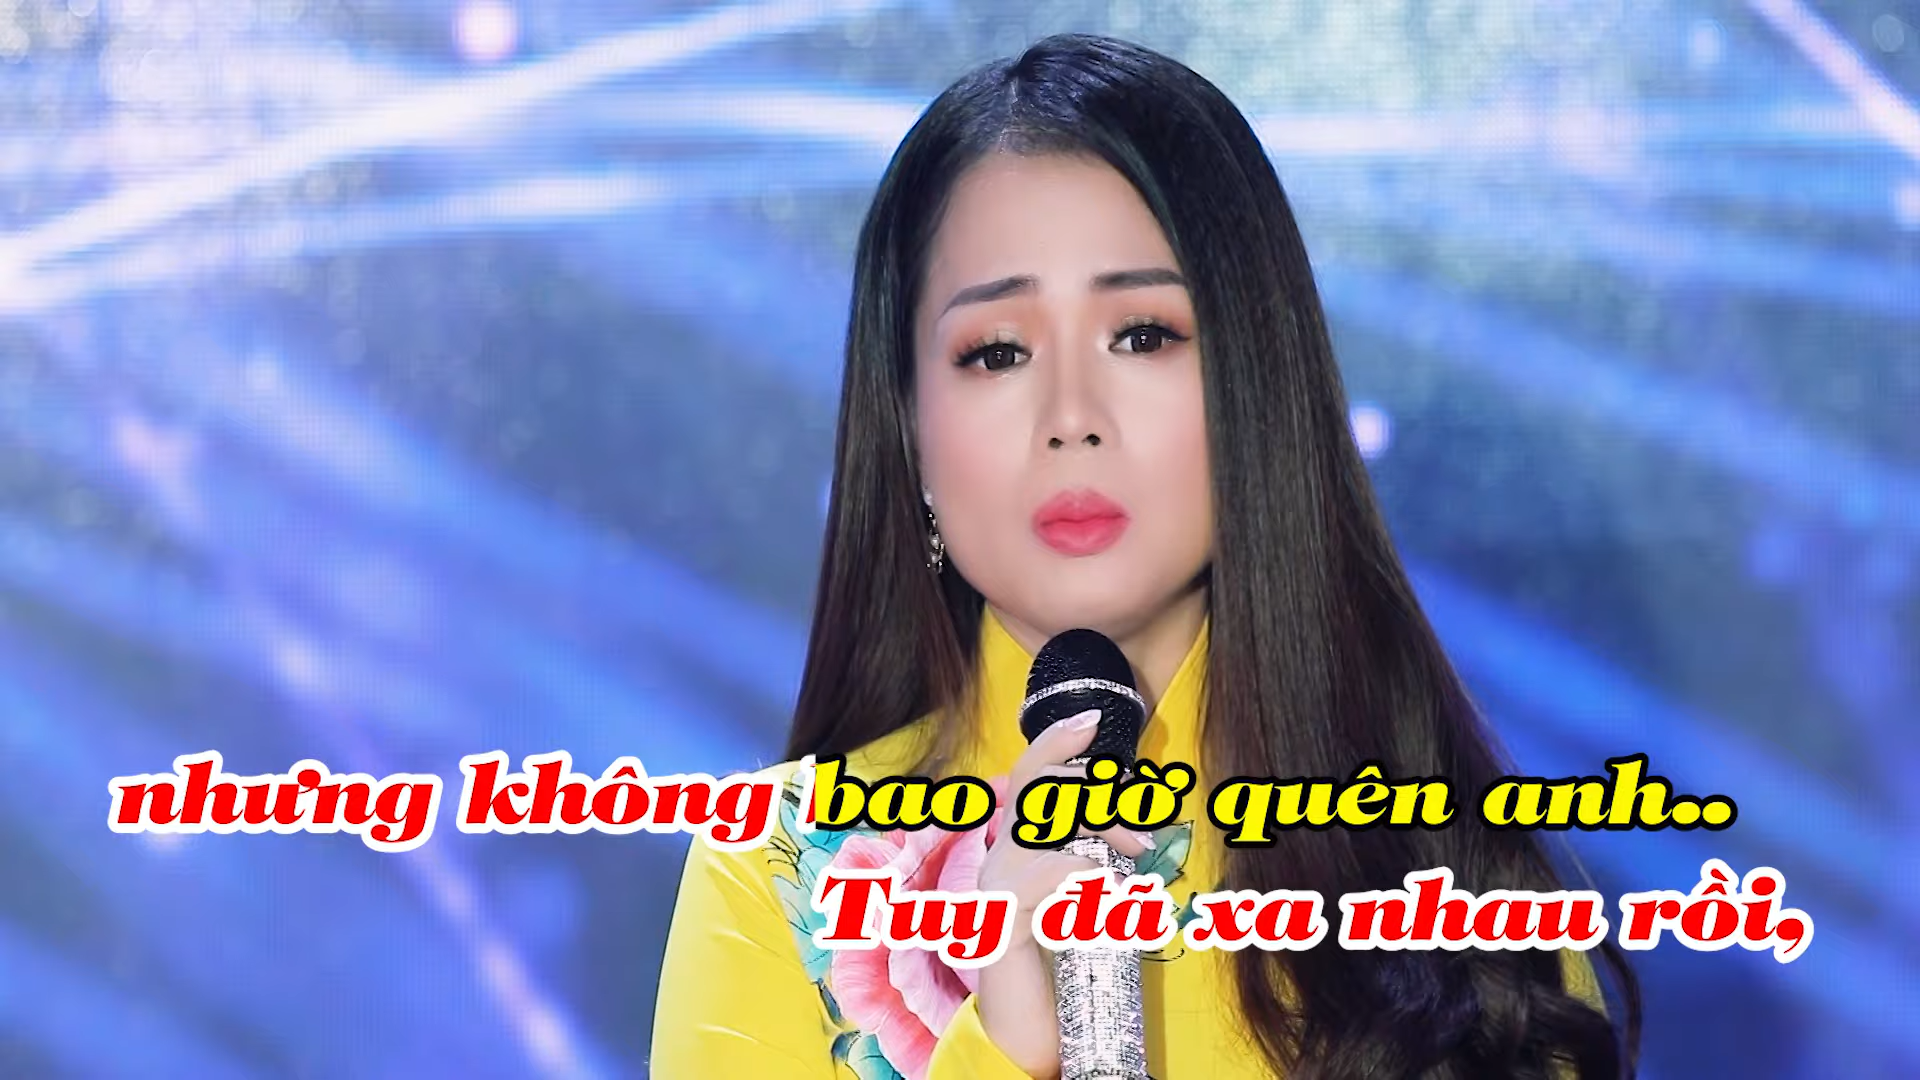 nhưng không bao giờ quên anh..
Tuy đã xa nhau rồi,